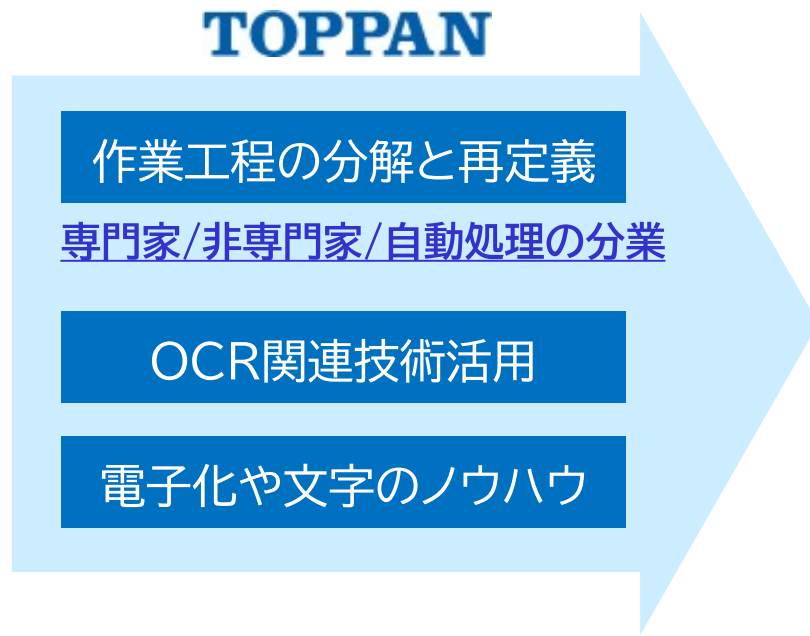 TOPPAN
作業工程の分解と再定義
専門家/非専門家/自動処理の分業
OCR関連技術活用
電子化や文字のノウハウ